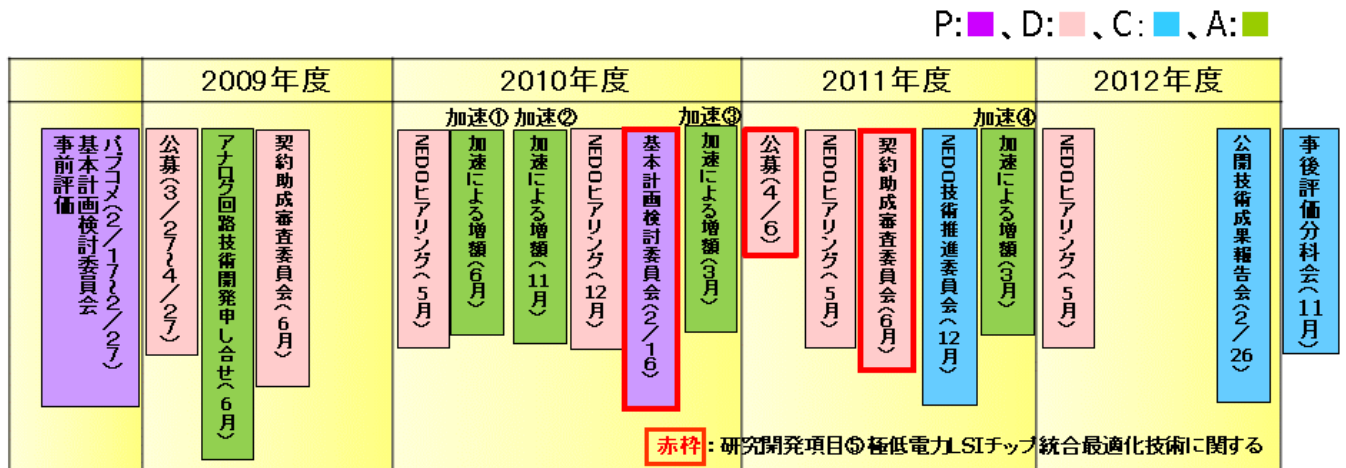 P:■、D:■、C:■、A:■
2009年度
2010年度
2011年度
2012年度
加速①
加速②
加速③
加速④
パブコメ(2/17~2/27)
基本計画検討委員会
事前評価
公募(3/27~4/27)
アナログ回路技術開発申し合せ(6月)
契約助成審査委員会(6月)
NEDOヒアリング(5月)
加速による増額(6月)
加速による増額(11月)
NEDOヒアリング(12月)
基本計画検討委員会(2/16)
加速による増額(3月)
公募(4/6)
NEDOヒアリング(5月)
契約助成審査委員会(6月)
NEDO技術推進委員会(12月)
加速による増額(3月)
NEDOヒアリング(5月)
公開技術成果報告会(2/26)
事後評価分科会(11月)
赤枠:研究開発項目⑤極低電力LSIチップ統合最適化技術に関する